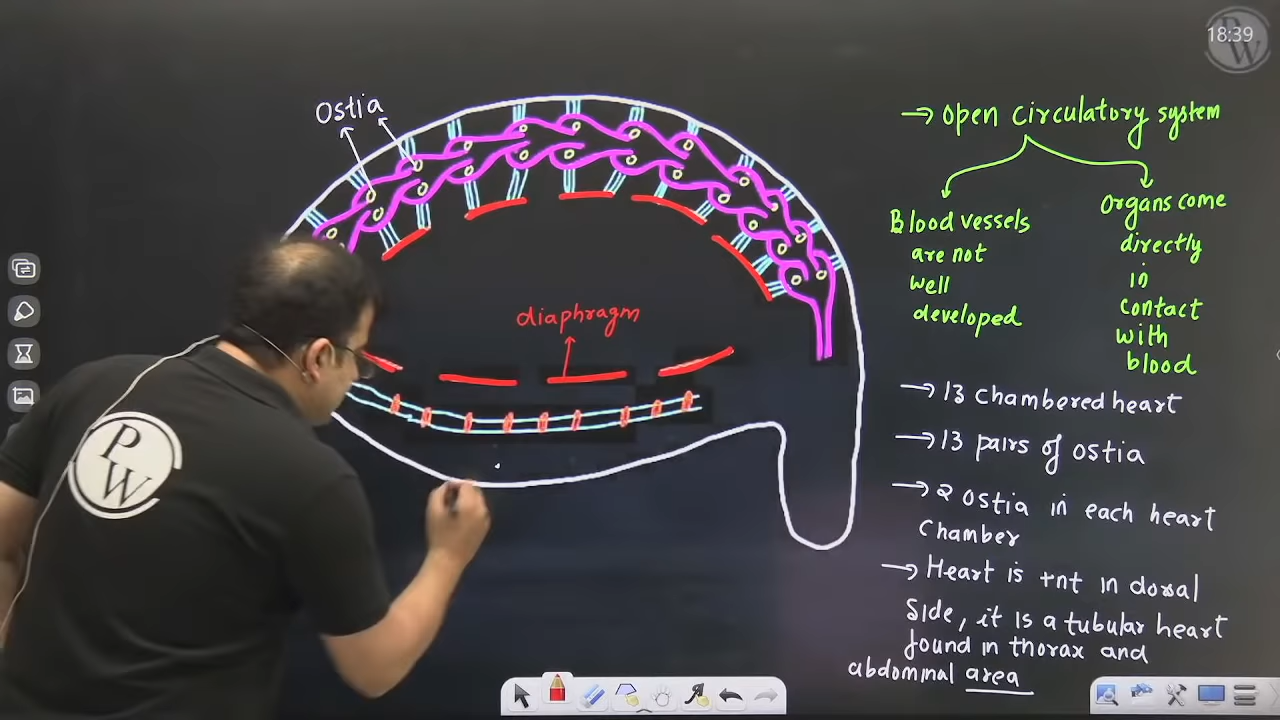 18:39
PW
Ostia
diaphragm
PW
→ Open circulatory system
Blood vessels
are not
well
developed
Organs come
directly
in
contact
with
blood
→ 13 chambered heart
→ 13 pairs of ostia
→ 2 Ostia in each heart
Chamber
→ Heart is +nt in dorsal
Side, it is a tubular heart
found in thorax and
abdominal area